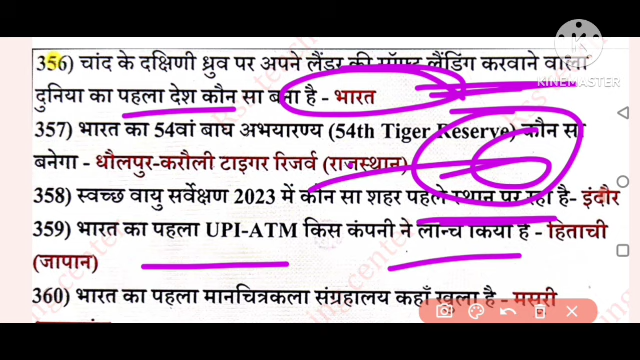 356) चांद के दक्षिणी ध्रुव पर अपने लैंडर की सॉफ्ट लैंडिंग करवाने वाला
दुनिया का पहला देश कौन सा बना है - भारत
357) भारत का 54वां बाघ अभयारण्य (54th Tiger Reserve) कौन सा
बनेगा - धौलपुर-करौली टाइगर रिजर्व (राजस्थान)
358) स्वच्छ वायु सर्वेक्षण 2023 में कौन सा शहर पहले स्थान पर रहा है- इंदौर
359) भारत का पहला UPI-ATM किस कंपनी ने लॉन्च किया है - हिताची
(जापान)
360) भारत का पहला मानचित्रकला संग्रहालय कहाँ खुला है - मसूरी
KINEMASTER